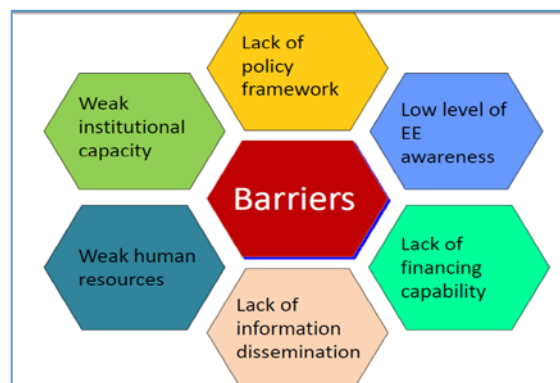 Lack of
policy
framework
Weak
institutional
capacity
Low level of
EE
awareness
Barriers
Weak human
resources
Lack of
financing
capability
Lack of
information
dissemination